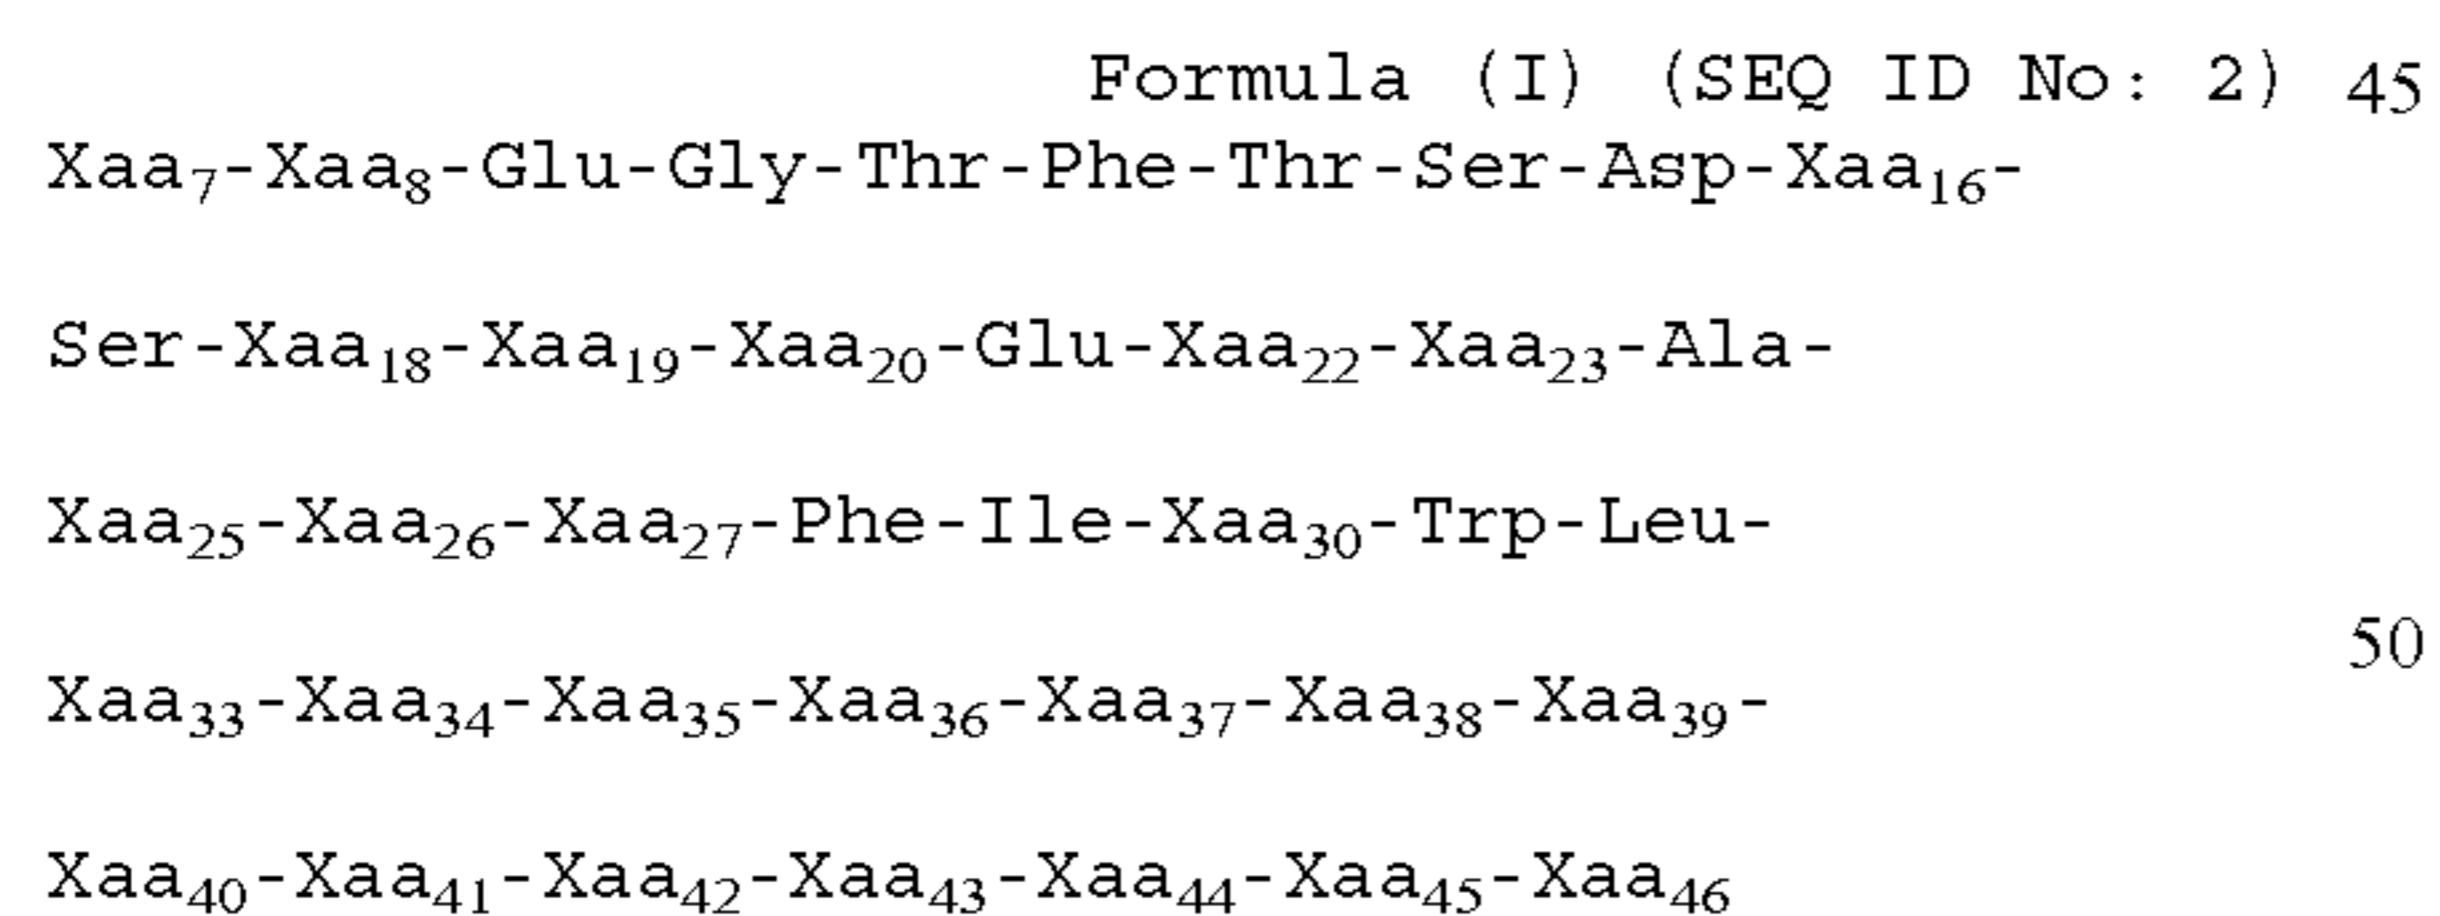 Formula (I) (SEQ ID No: 2) 45
Xaa₇-Xaa₈-Glu-Gly-Thr-Phe-Thr-Ser-Asp-Xaa₁₆-
Ser-Xaa₁₈-Xaa₁₉-Xaa₂₀-Glu-Xaa₂₂-Xaa₂₃-Ala-
Xaa₂₅-Xaa₂₆-Xaa₂₇-Phe-Ile-Xaa₃₀-Trp-Leu-
50
Xaa₃₃-Xaa₃₄-Xaa₃₅-Xaa₃₆-Xaa₃₇-Xaa₃₈-Xaa₃₉-
Xaa₄₀-Xaa₄₁-Xaa₄₂-Xaa₄₃-Xaa₄₄-Xaa₄₅-Xaa₄₆